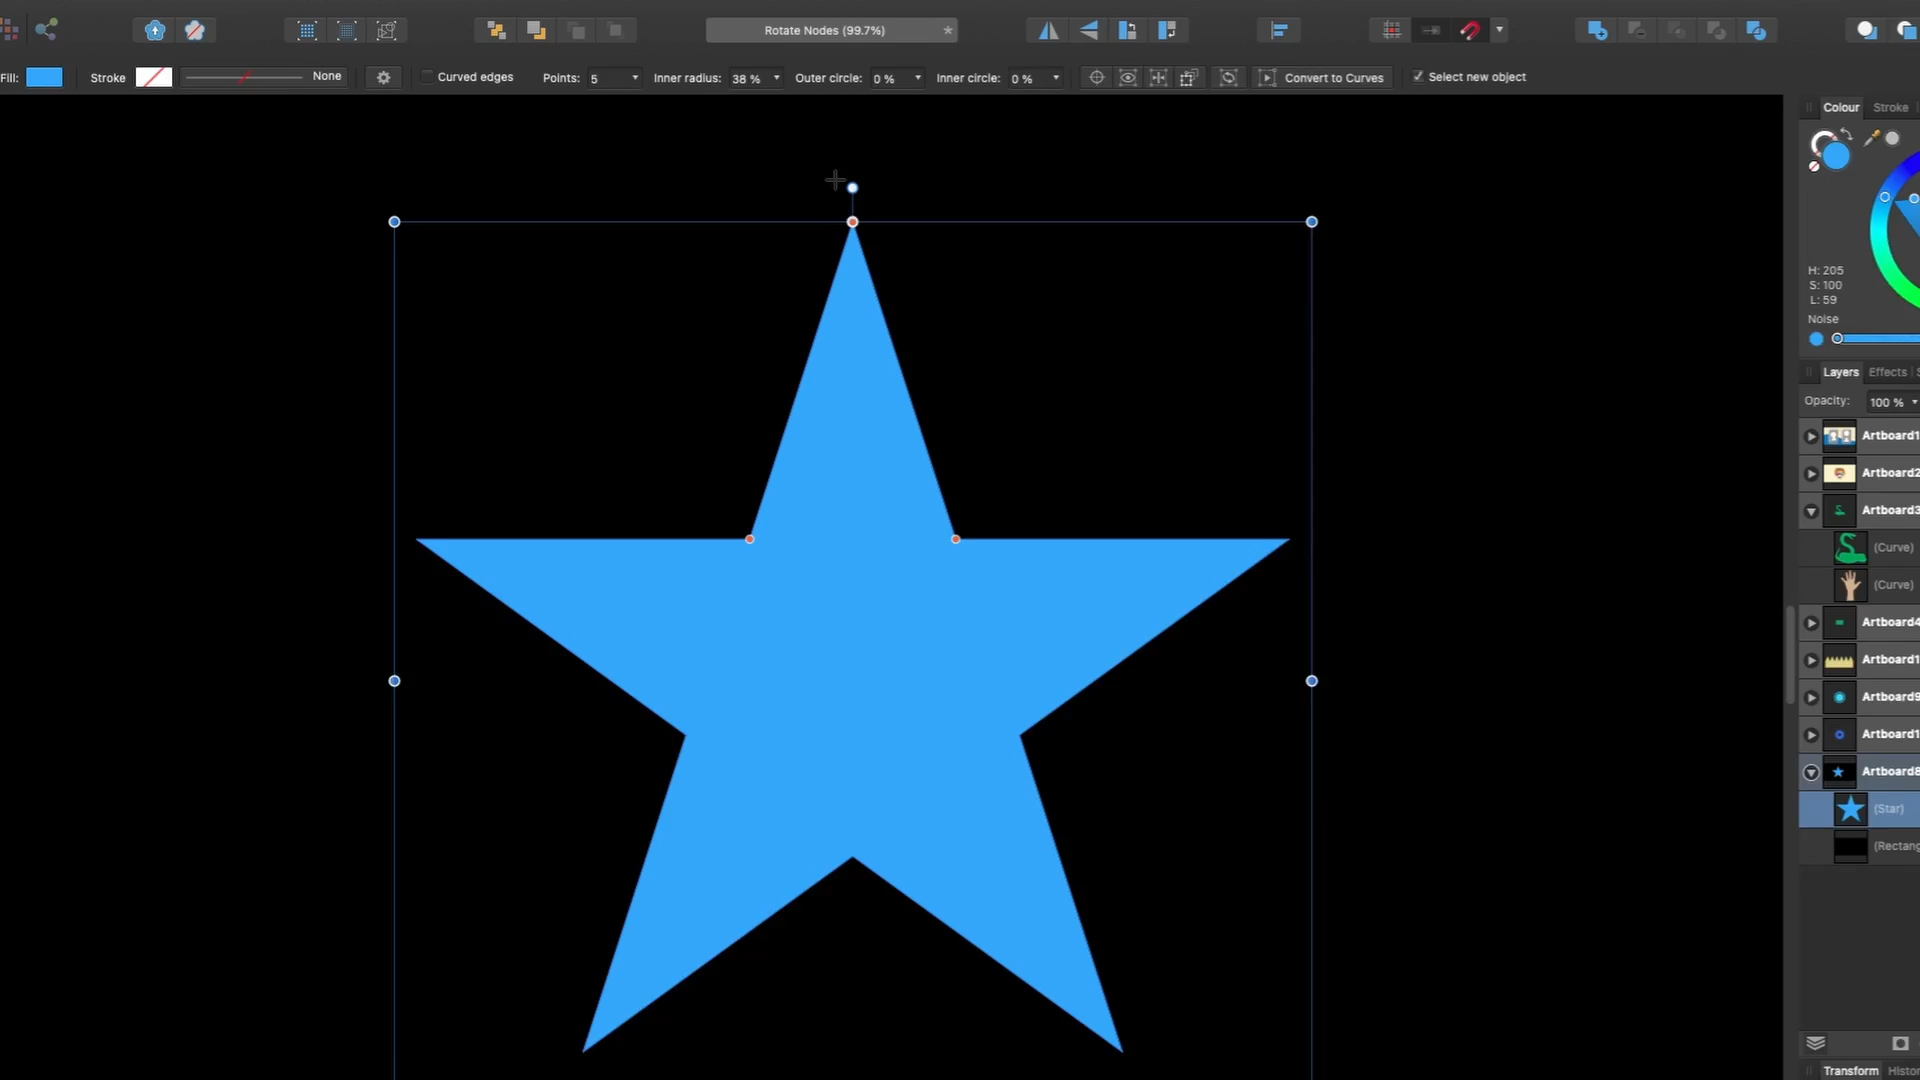 Rotate Nodes (99.7%)
Fill: Stroke None Curved edges Points: 5 Inner radius: 38 % Outer circle: 0 % Inner circle: 0 % Convert to Curves Select new object
Colour Stroke
H: 205
S: 100
L: 59
Noise
Layers Effects
Opacity: 100 %
Artboard1
Artboard2
Artboard3
(Curve)
(Curve)
Artboard4
Artboard1
Artboard9
Artboard1
Artboard8
(Star)
(Rectang
Transform Histo